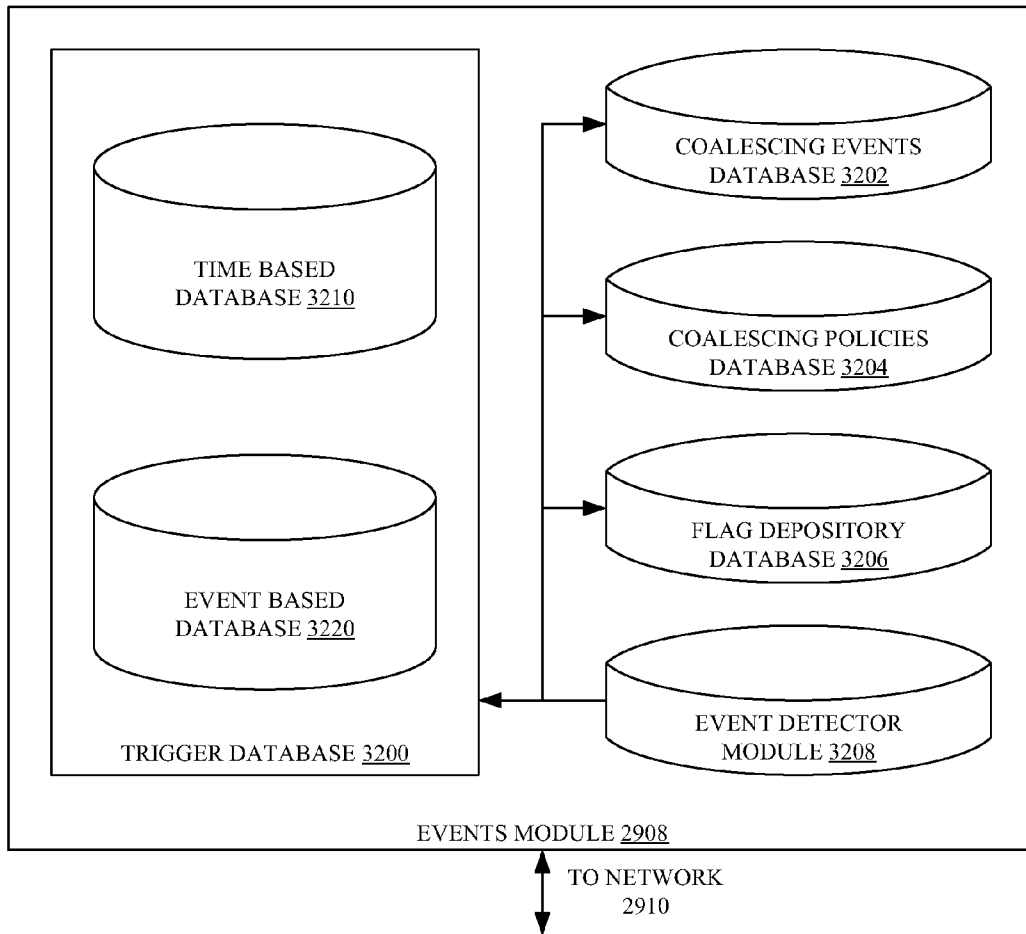 TIME BASED
DATABASE 3210
EVENT BASED
DATABASE 3220
TRIGGER DATABASE 3200
COALESCING EVENTS
DATABASE 3202
COALESCING POLICIES
DATABASE 3204
FLAG DEPOSITORY
DATABASE 3206
EVENT DETECTOR
MODULE 3208
EVENTS MODULE 2908
TO NETWORK
2910